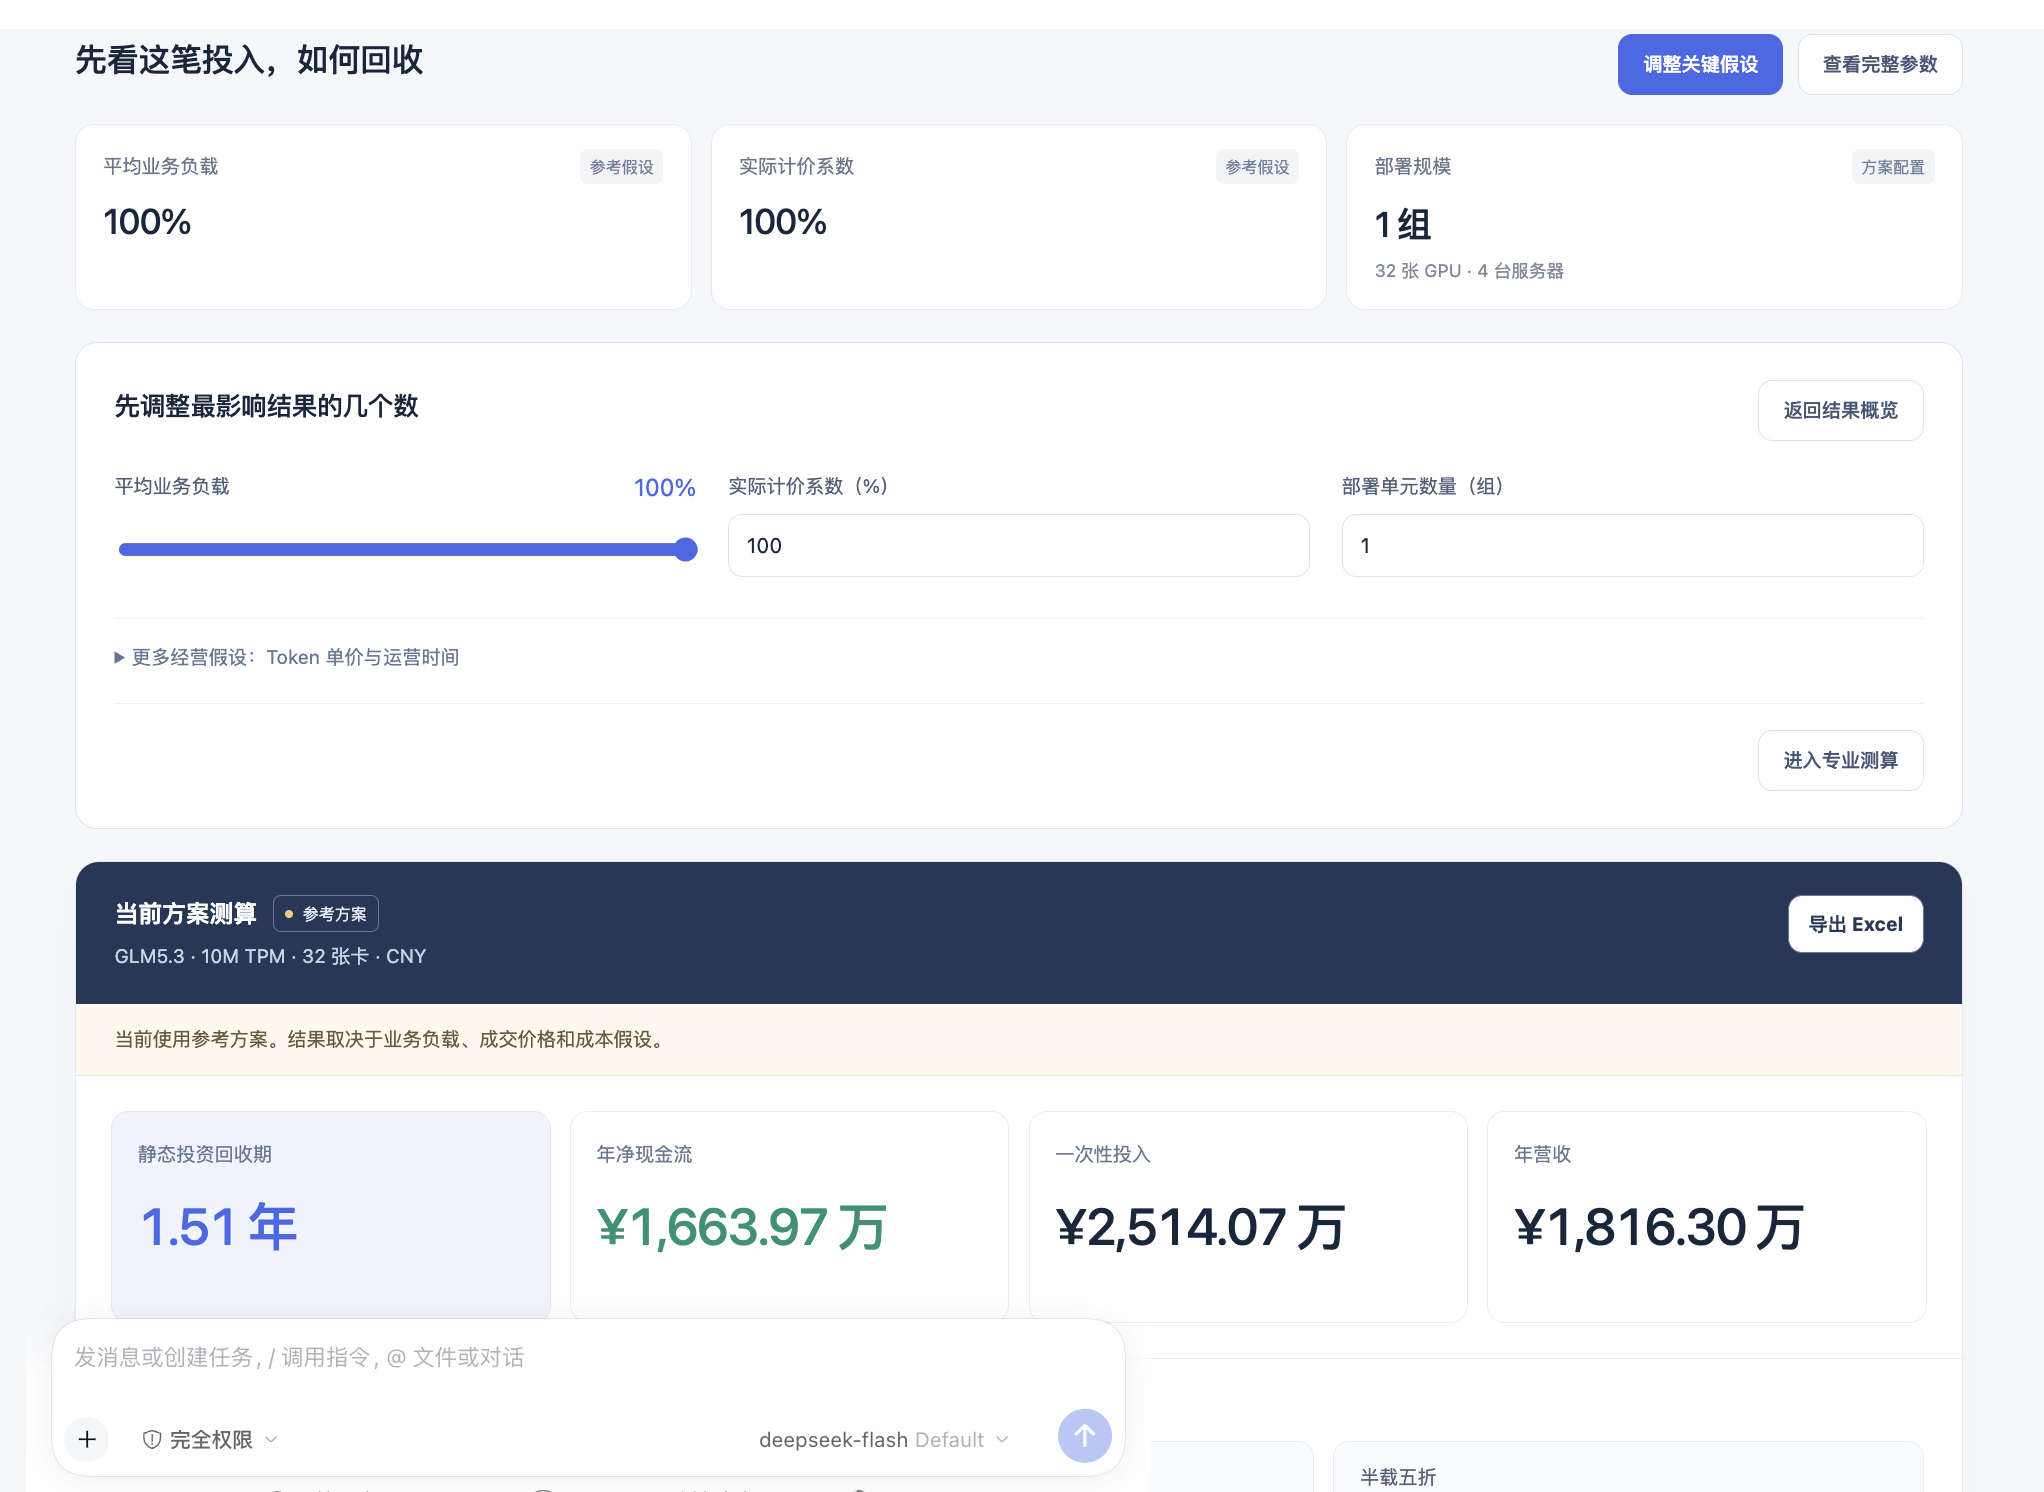 先看这笔投入，如何回收
调整关键假设
查看完整参数
平均业务负载
参考假设
100%
实际计价系数
参考假设
100%
部署规模
方案配置
1 组
32 张 GPU · 4 台服务器
先调整最影响结果的几个数
返回结果概览
平均业务负载
100%
实际计价系数（%）
100
部署单元数量（组）
1
▶ 更多经营假设：Token 单价与运营时间
进入专业测算
当前方案测算
参考方案
GLM5.3 · 10M TPM · 32 张卡 · CNY
导出 Excel
当前使用参考方案。结果取决于业务负载、成交价格和成本假设。
静态投资回收期
1.51 年
年净现金流
¥1,663.97 万
一次性投入
¥2,514.07 万
年营收
¥1,816.30 万
发消息或创建任务, / 调用指令, @ 文件或对话
完全权限
deepseek-flash Default
半载五折